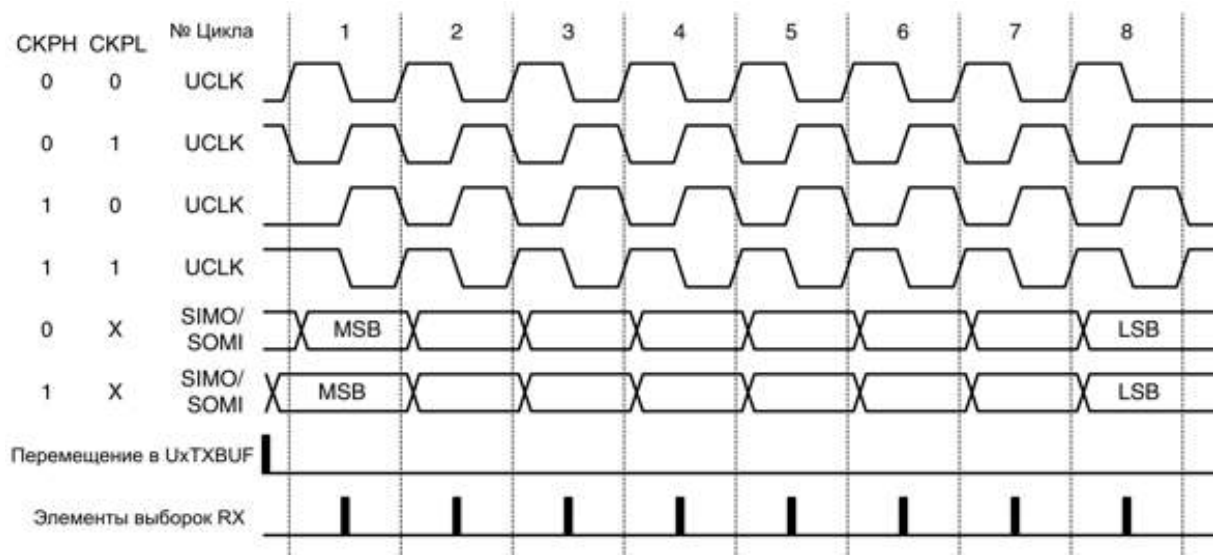 CKPH CKPL № Цикла 1 2 3 4 5 6 7 8
0 0 UCLK
0 1 UCLK
1 0 UCLK
1 1 UCLK
0 X SIMO/
SOMI MSB LSB
1 X SIMO/
SOMI MSB LSB
Перемещение в UxTXBUF
Элементы выборок RX